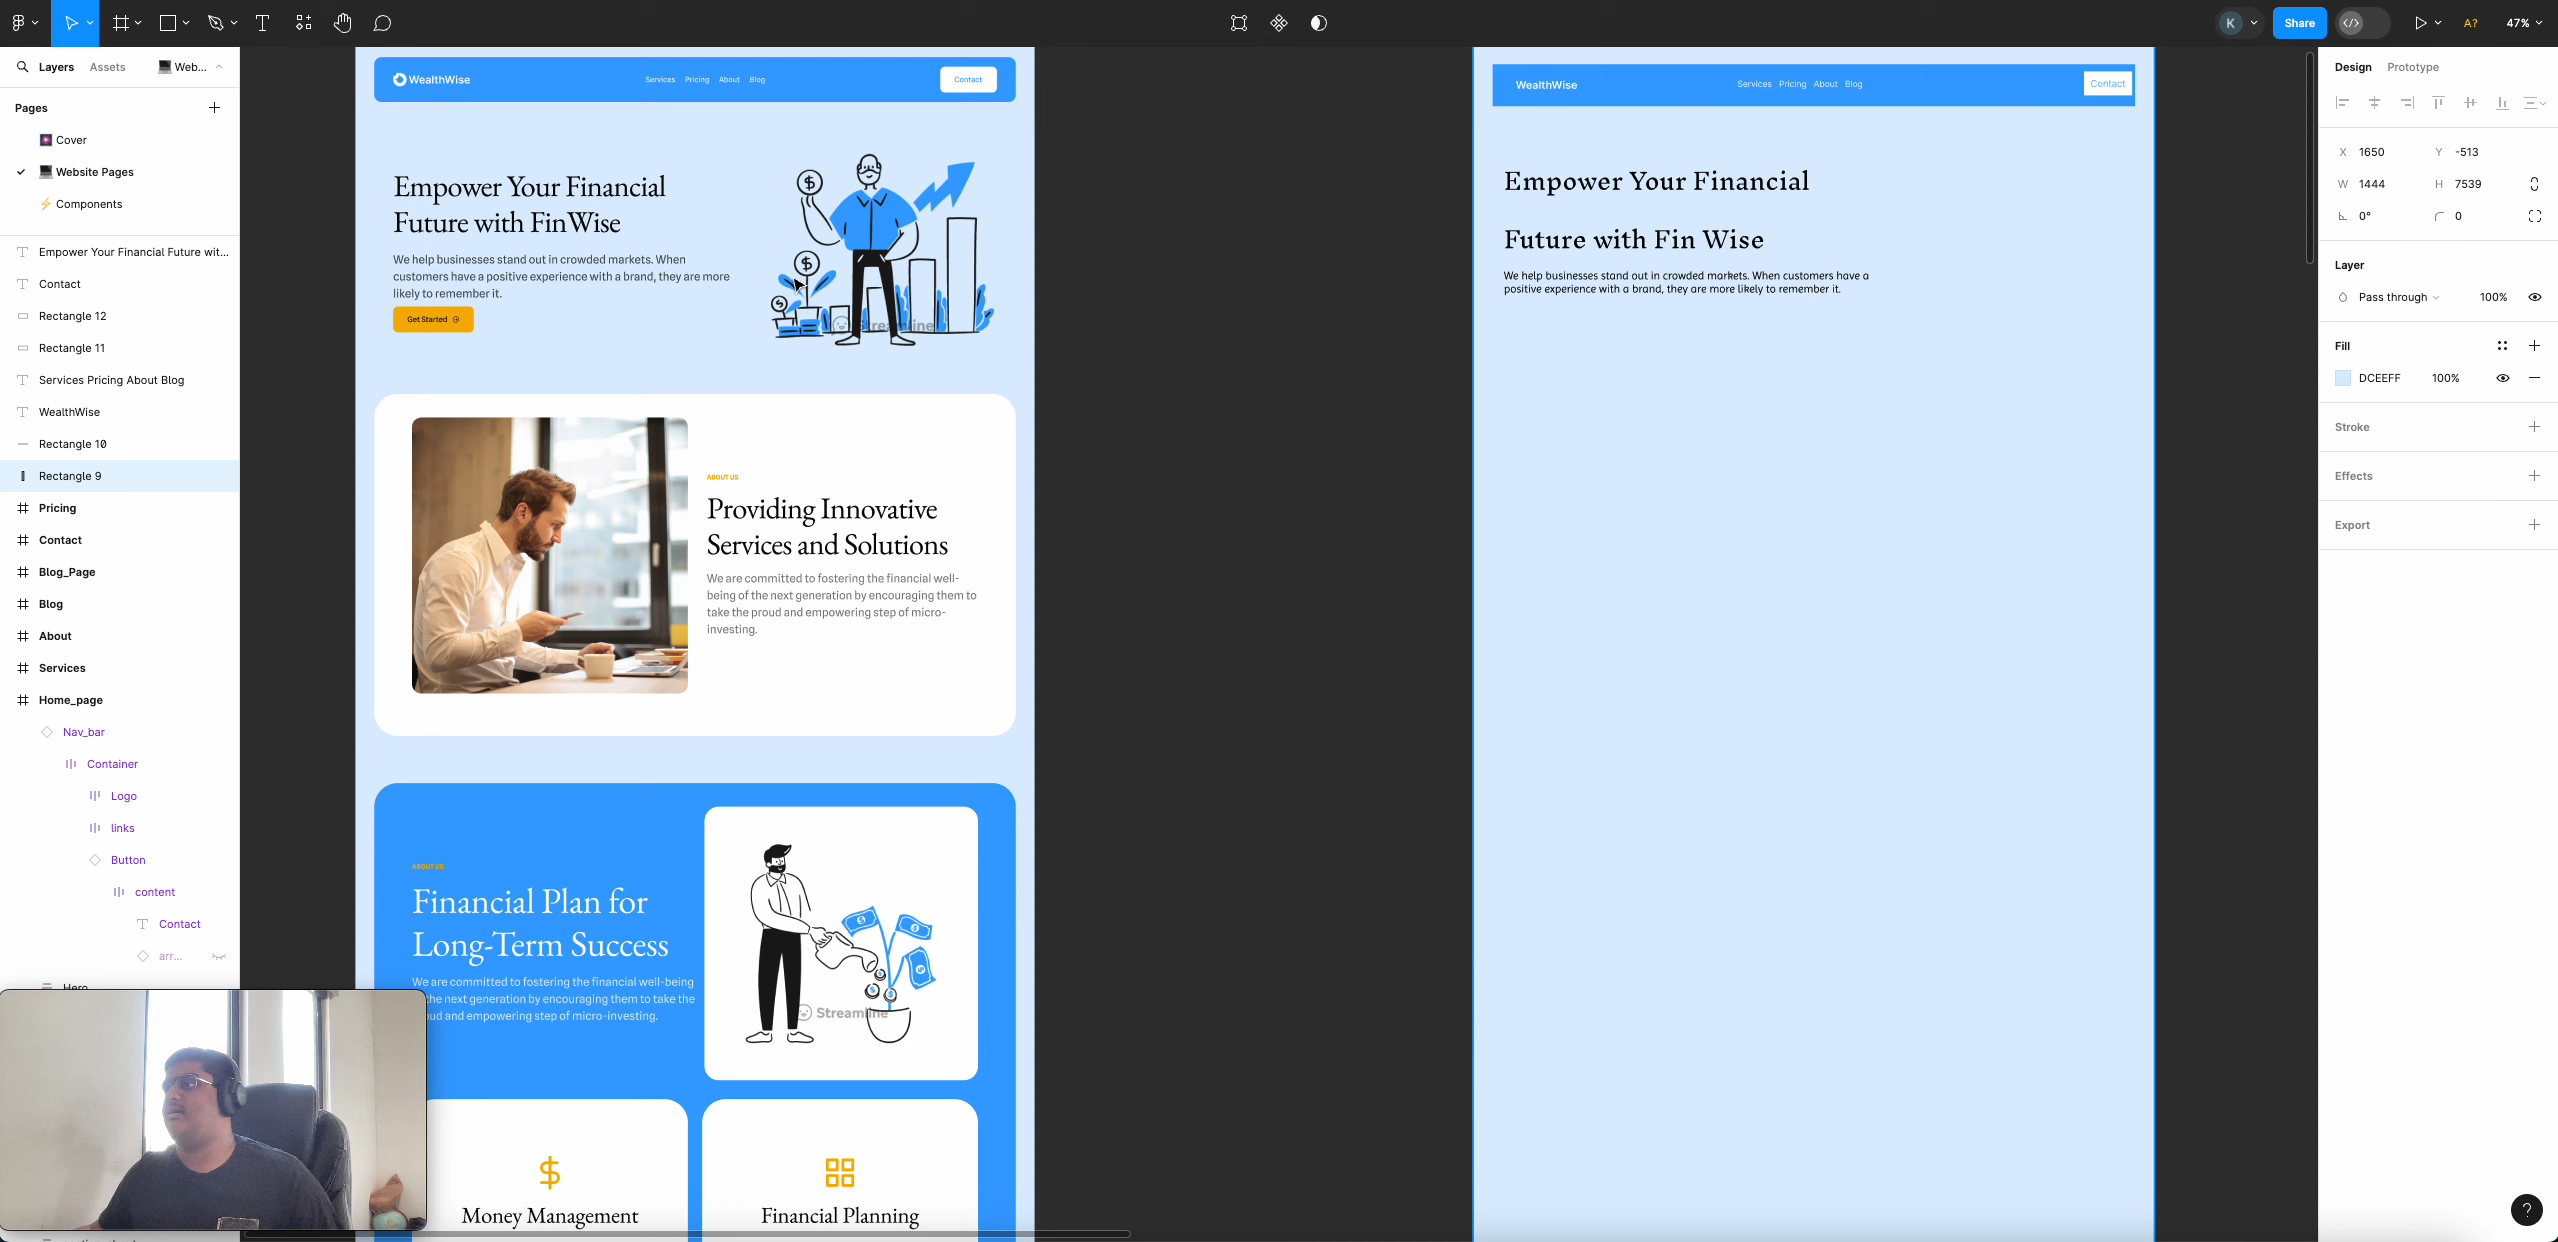 K
Share
A?
47%
Layers
Assets
Web...
Pages
Cover
Website Pages
Components
Empower Your Financial Future wit...
Contact
Rectangle 12
Rectangle 11
Services Pricing About Blog
WealthWise
Rectangle 10
Rectangle 9
Pricing
Contact
Blog_Page
Blog
About
Services
Home_page
Nav_bar
Container
Logo
links
Button
content
Contact
arr...
Hero
WealthWise
Services Pricing About Blog
Contact
Empower Your Financial
Future with FinWise
We help businesses stand out in crowded markets. When
customers have a positive experience with a brand, they are more
likely to remember it.
Get Started
Streamline
ABOUT US
Providing Innovative
Services and Solutions
We are committed to fostering the financial well-
being of the next generation by encouraging them to
take the proud and empowering step of micro-
investing.
ABOUT US
Financial Plan for
Long-Term Success
We are committed to fostering the financial well-being
the next generation by encouraging them to take the
and empowering step of micro-investing.
Streamline
Money Management
Financial Planning
WealthWise
Services Pricing About Blog
Contact
Empower Your Financial
Future with Fin Wise
We help businesses stand out in crowded markets. When customers have a
positive experience with a brand, they are more likely to remember it.
Design
Prototype
X 1650 Y -513
W 1444 H 7539
0° 0
Layer
Pass through 100%
Fill
DCEEFF 100%
Stroke
Effects
Export
?